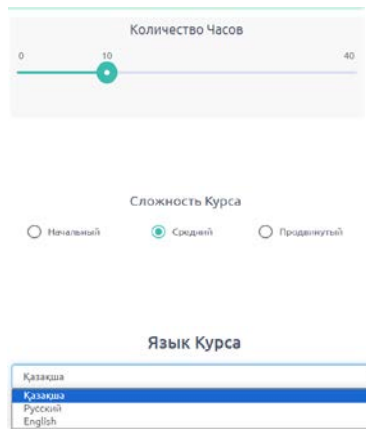 Количество Часов
0 10 40
Сложность Курса
Начальный Средний Продвинутый
Язык Курса
Қазақша
Қазақша
Русский
English